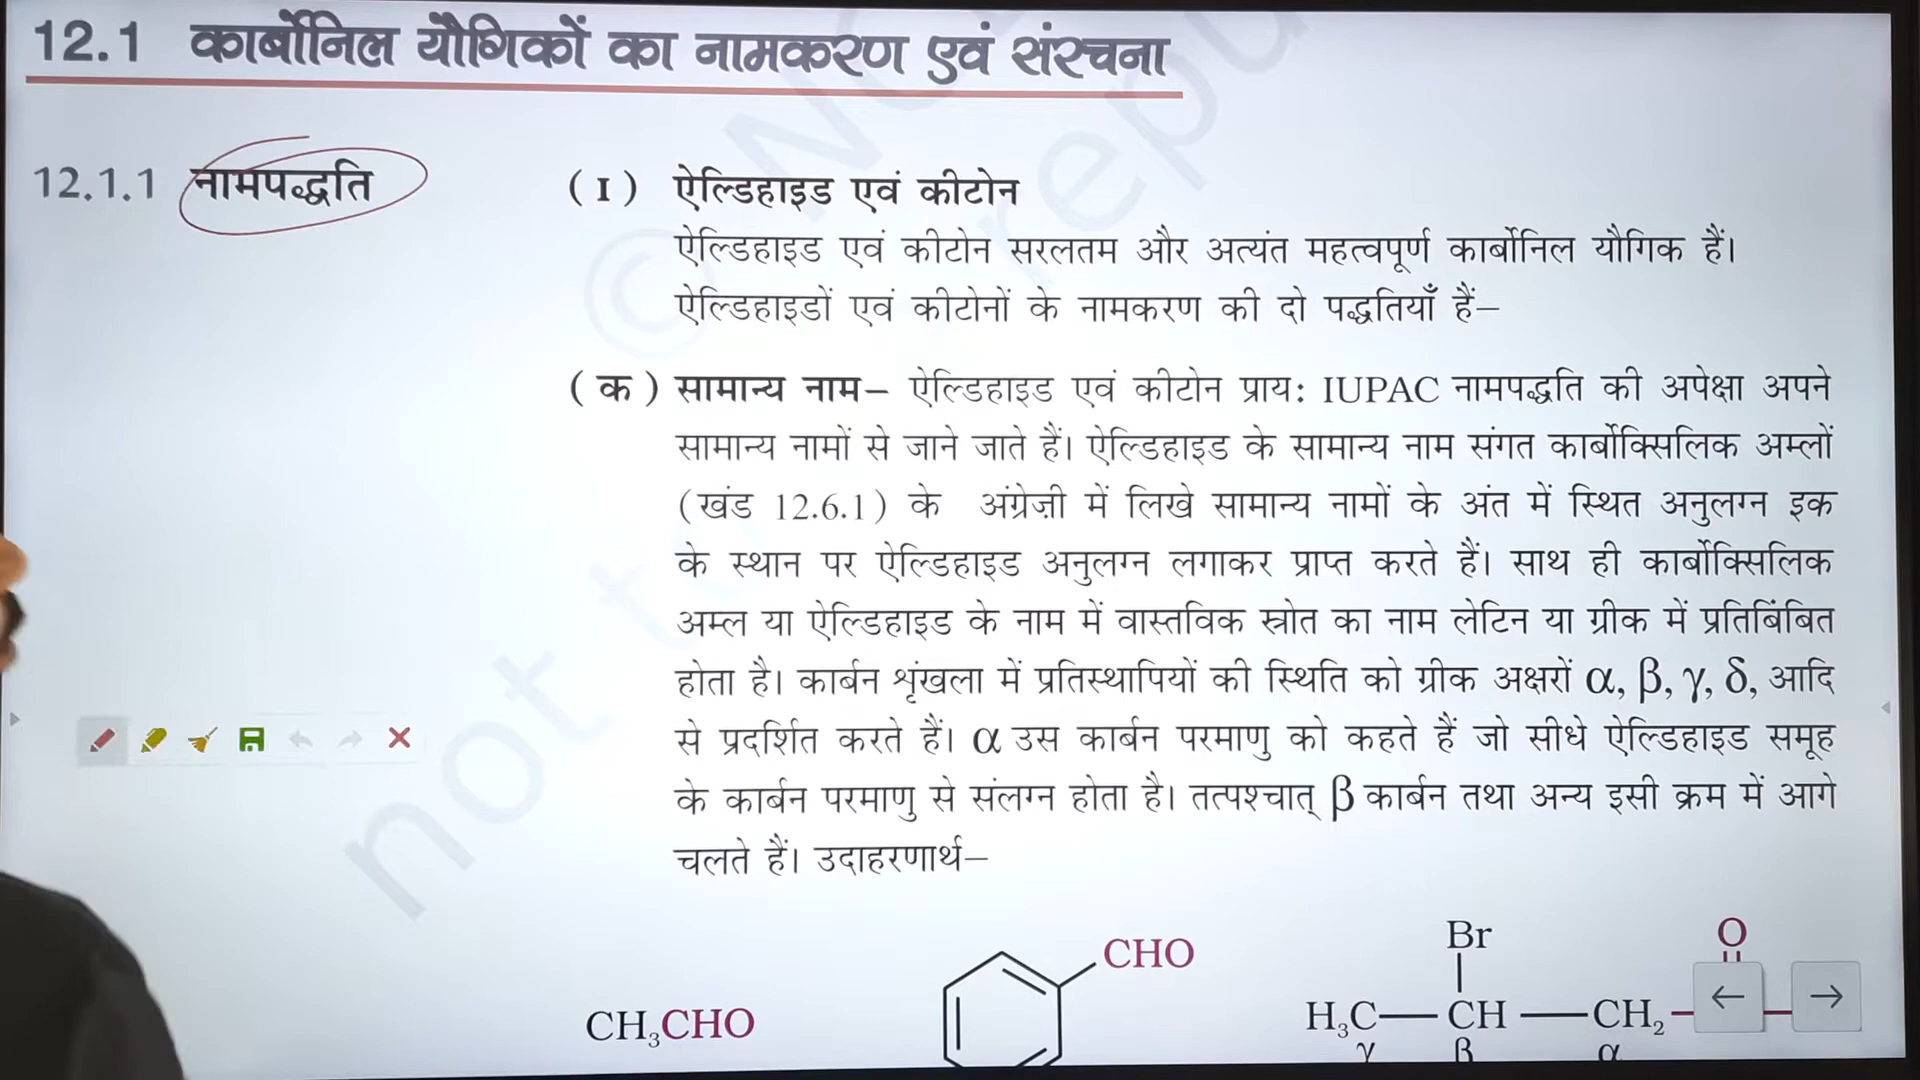 12.1 कार्बोनिल यौगिकों का नामकरण एवं संरचना
12.1.1 नामपद्धति
(I) ऐल्डिहाइड एवं कीटोन
ऐल्डिहाइड एवं कीटोन सरलतम और अत्यंत महत्वपूर्ण कार्बोनिल यौगिक हैं।
ऐल्डिहाइडों एवं कीटोनों के नामकरण की दो पद्धतियाँ हैं–
(क) सामान्य नाम– ऐल्डिहाइड एवं कीटोन प्राय: IUPAC नामपद्धति की अपेक्षा अपने
सामान्य नामों से जाने जाते हैं। ऐल्डिहाइड के सामान्य नाम संगत कार्बोक्सिलिक अम्लों
(खंड 12.6.1) के अंग्रेज़ी में लिखे सामान्य नामों के अंत में स्थित अनुलग्न इक
के स्थान पर ऐल्डिहाइड अनुलग्न लगाकर प्राप्त करते हैं। साथ ही कार्बोक्सिलिक
अम्ल या ऐल्डिहाइड के नाम में वास्तविक स्रोत का नाम लेटिन या ग्रीक में प्रतिबिंबित
होता है। कार्बन शृंखला में प्रतिस्थापियों की स्थिति को ग्रीक अक्षरों α, β, γ, δ, आदि
से प्रदर्शित करते हैं। α उस कार्बन परमाणु को कहते हैं जो सीधे ऐल्डिहाइड समूह
के कार्बन परमाणु से संलग्न होता है। तत्पश्चात् β कार्बन तथा अन्य इसी क्रम में आगे
चलते हैं। उदाहरणार्थ–
CH₃CHO
CHO
Br
O
H₃C—CH—CH₂—
γ β α
© NC
repu
not t